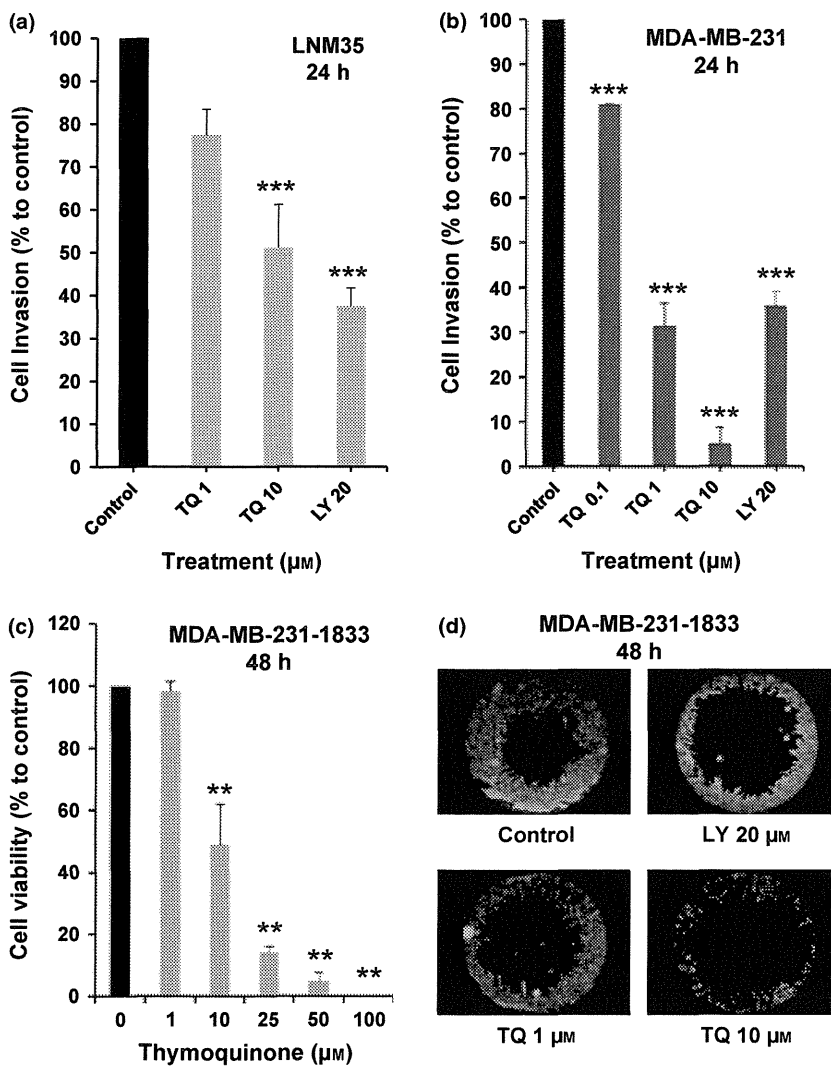 (a)
LNM35
24 h
Cell Invasion (% to control)
100
90
80
70
60
50
40
30
20
10
0
***
***
Control
TQ 1
TQ 10
LY 20
Treatment (µM)
(b)
MDA-MB-231
24 h
Cell Invasion (% to control)
100
90
80
70
60
50
40
30
20
10
0
***
***
***
***
Control
TQ 0.1
TQ 1
TQ 10
LY 20
Treatment (µM)
(c)
MDA-MB-231-1833
48 h
Cell viability (% to control)
120
100
80
60
40
20
0
**
**
**
**
0 1 10 25 50 100
Thymoquinone (µM)
(d)
MDA-MB-231-1833
48 h
Control
LY 20 µM
TQ 1 µM
TQ 10 µM